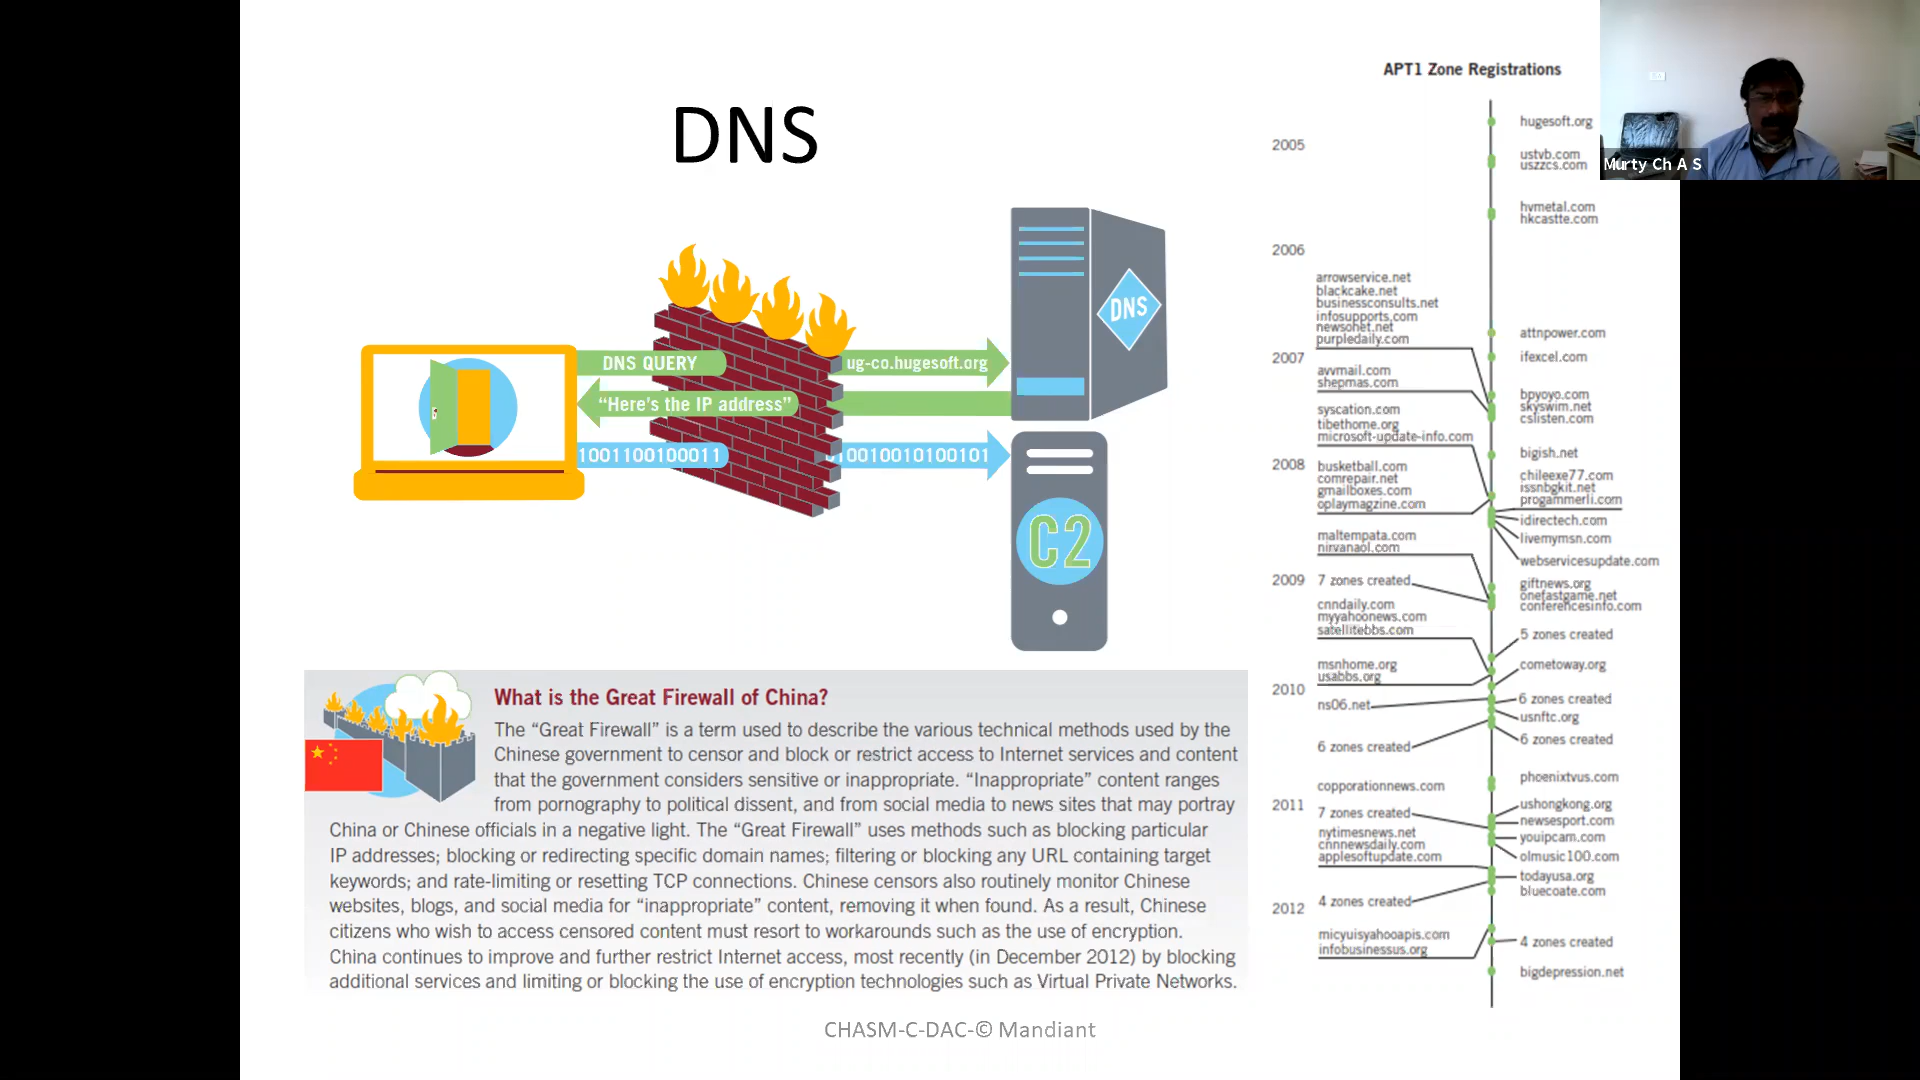 DNS
DNS QUERY
ug-co.hugesoft.org
"Here's the IP address"
1001100100011
0010010100101
DNS
C2
What is the Great Firewall of China?
The "Great Firewall" is a term used to describe the various technical methods used by the
Chinese government to censor and block or restrict access to Internet services and content
that the government considers sensitive or inappropriate. "Inappropriate" content ranges
from pornography to political dissent, and from social media to news sites that may portray
China or Chinese officials in a negative light. The "Great Firewall" uses methods such as blocking particular
IP addresses; blocking or redirecting specific domain names; filtering or blocking any URL containing target
keywords; and rate-limiting or resetting TCP connections. Chinese censors also routinely monitor Chinese
websites, blogs, and social media for "inappropriate" content, removing it when found. As a result, Chinese
citizens who wish to access censored content must resort to workarounds such as the use of encryption.
China continues to improve and further restrict Internet access, most recently (in December 2012) by blocking
additional services and limiting or blocking the use of encryption technologies such as Virtual Private Networks.
APT1 Zone Registrations
hugesoft.org
2005
ustvb.com
uszzcs.com
hvmetal.com
hkcastte.com
2006
arrowservice.net
blackcake.net
businessconsults.net
infosupports.com
newsonet.net
purpledaily.com
attnpower.com
2007
ifexcel.com
avvmail.com
shepmas.com
bpyoyo.com
skyswim.net
cslisten.com
syscation.com
tibethome.org
microsoft-update-info.com
bigish.net
2008
busketball.com
comrepair.net
gmailboxes.com
oplaymagzine.com
chileexe77.com
issnbgkit.net
progammerli.com
idirectech.com
livemymsn.com
webservicesupdate.com
maltempata.com
nirvanaol.com
2009
7 zones created
giftnews.org
onefastgame.net
conferencesinfo.com
cnndaily.com
myyahoonews.com
satellitebbs.com
5 zones created
msnhome.org
usabbs.org
cometoway.org
2010
ns06.net
6 zones created
usnftc.org
6 zones created
6 zones created
phoenixtvus.com
copporationnews.com
2011
7 zones created
ushongkong.org
newsesport.com
youipcam.com
olmusic100.com
nytimesnews.net
cnnnewsdaily.com
applesoftupdate.com
todayusa.org
bluecoate.com
2012
4 zones created
micyuisyahooapis.com
infobusinessus.org
4 zones created
bigdepression.net
Murty Ch A S
CHASM-C-DAC-© Mandiant